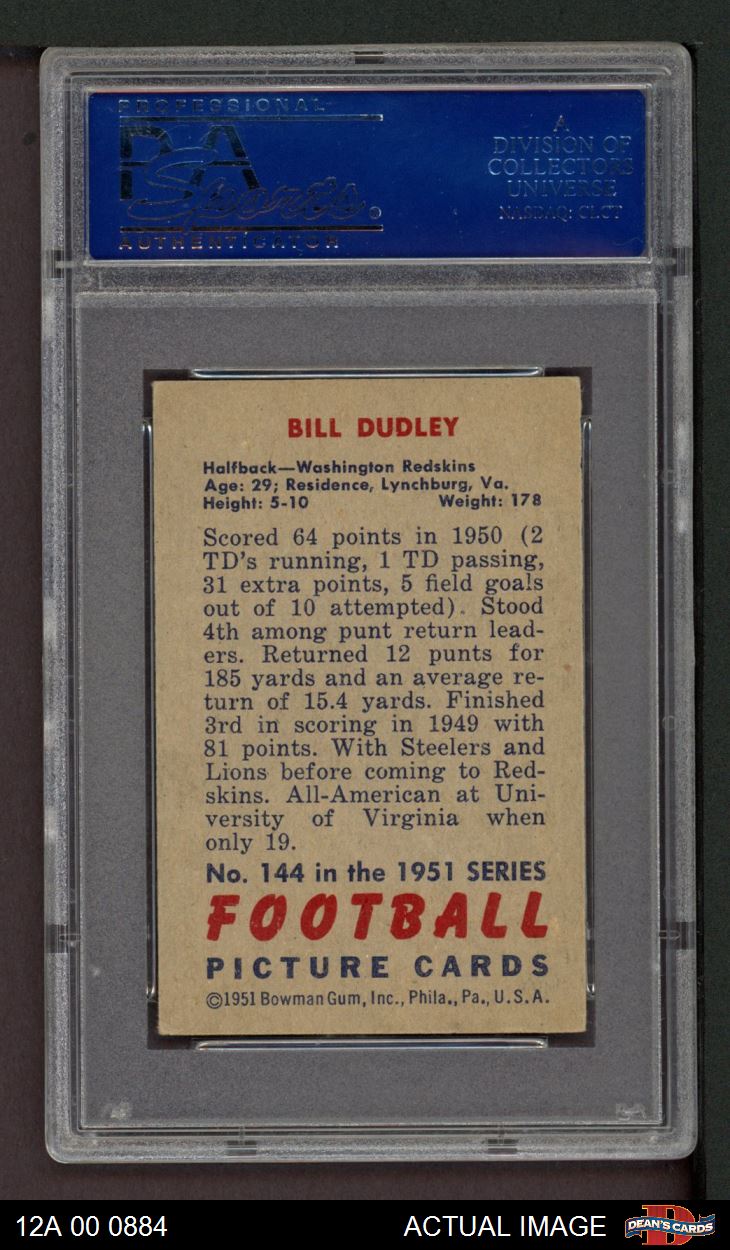 PROFESSIONAL
PSA
Sports®
AUTHENTICATOR
A
DIVISION OF
COLLECTORS
UNIVERSE
NASDAQ: CLCT
BILL DUDLEY
Halfback—Washington Redskins
Age: 29; Residence, Lynchburg, Va.
Height: 5-10 Weight: 178
Scored 64 points in 1950 (2
TD's running, 1 TD passing,
31 extra points, 5 field goals
out of 10 attempted). Stood
4th among punt return lead-
ers. Returned 12 punts for
185 yards and an average re-
turn of 15.4 yards. Finished
3rd in scoring in 1949 with
81 points. With Steelers and
Lions before coming to Red-
skins. All-American at Uni-
versity of Virginia when
only 19.
No. 144 in the 1951 SERIES
FOOTBALL
PICTURE CARDS
©1951 Bowman Gum, Inc., Phila., Pa., U.S.A.
12A 00 0884 ACTUAL IMAGE DEAN'S CARDS